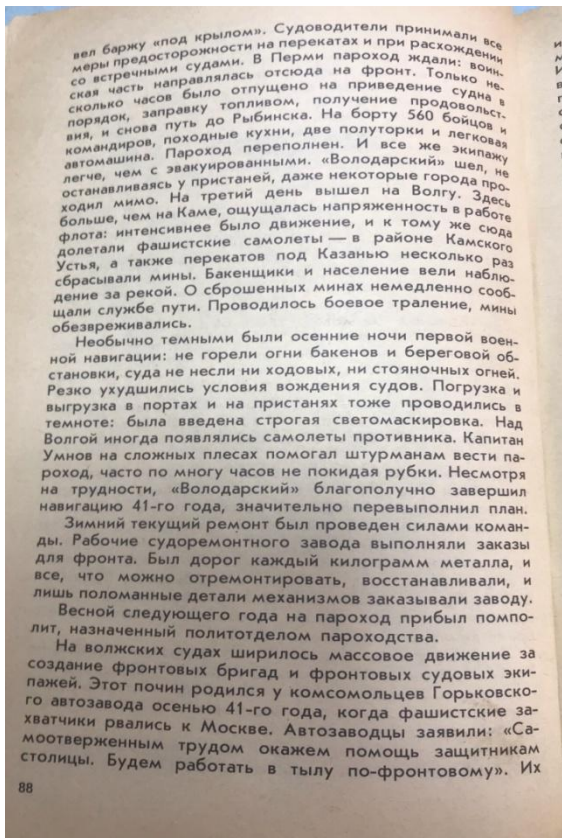 вел баржу «под крылом». Судоводители принимали все
меры предосторожности на перекатах и при расхождении
со встречными судами. В Перми пароход ждали: воин-
ская часть направлялась отсюда на фронт. Только не-
сколько часов было отпущено на приведение судна в
порядок, заправку топливом, получение продовольст-
вия, и снова путь до Рыбинска. На борту 560 бойцов и
командиров, походные кухни, две полуторки и легковая
автомашина. Пароход переполнен. И все же экипажу
легче, чем с эвакуированными. «Володарский» шел, не
останавливаясь у пристаней, даже некоторые города про-
ходил мимо. На третий день вышел на Волгу. Здесь
больше, чем на Каме, ощущалась напряженность в работе
флота: интенсивнее было движение, и к тому же сюда
долетали фашистские самолеты — в районе Камского
Устья, а также перекатов под Казанью несколько раз
сбрасывали мины. Бакенщики и население вели наблю-
дение за рекой. О сброшенных минах немедленно сооб-
щали службе пути. Проводилось боевое траление, мины
обезвреживались.
Необычно темными были осенние ночи первой воен-
ной навигации: не горели огни бакенов и береговой об-
становки, суда не несли ни ходовых, ни стояночных огней.
Резко ухудшились условия вождения судов. Погрузка и
выгрузка в портах и на пристанях тоже проводились в
темноте: была введена строгая светомаскировка. Над
Волгой иногда появлялись самолеты противника. Капитан
Умнов на сложных плесах помогал штурманам вести па-
роход, часто по многу часов не покидая рубки. Несмотря
на трудности, «Володарский» благополучно завершил
навигацию 41-го года, значительно перевыполнил план.
Зимний текущий ремонт был проведен силами коман-
ды. Рабочие судоремонтного завода выполняли заказы
для фронта. Был дорог каждый килограмм металла, и
все, что можно отремонтировать, восстанавливали, и
лишь поломанные детали механизмов заказывали заводу.
Весной следующего года на пароход прибыл помпо-
лит, назначенный политотделом пароходства.
На волжских судах ширилось массовое движение за
создание фронтовых бригад и фронтовых судовых эки-
пажей. Этот почин родился у комсомольцев Горьковско-
го автозавода осенью 41-го года, когда фашистские за-
хватчики рвались к Москве. Автозаводцы заявили: «Са-
моотверженным трудом окажем помощь защитникам
столицы. Будем работать в тылу по-фронтовому». Их
88